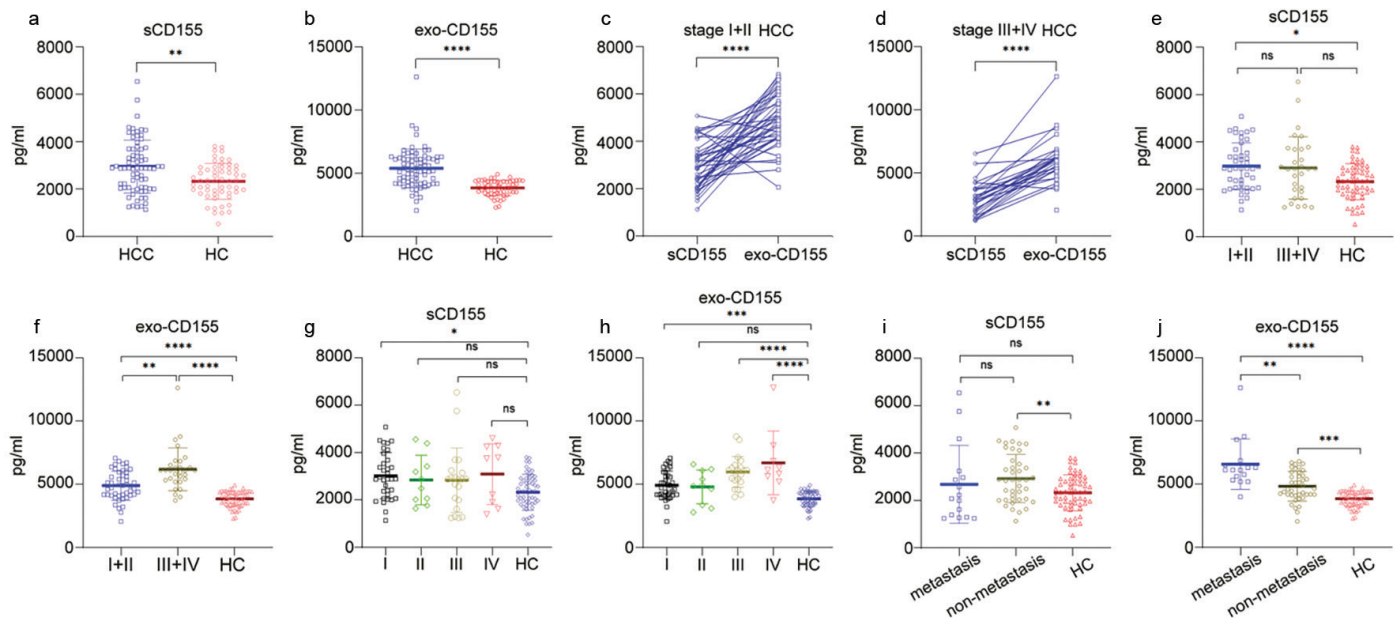 a
sCD155
**
8000
6000
4000
2000
0
pg/ml
HCC
HC
b
exo-CD155
****
15000
10000
5000
0
pg/ml
HCC
HC
c
stage I+II HCC
****
8000
6000
4000
2000
0
pg/ml
sCD155
exo-CD155
d
stage III+IV HCC
****
15000
10000
5000
0
pg/ml
sCD155
exo-CD155
e
sCD155
*
ns
ns
8000
6000
4000
2000
0
pg/ml
I+II
III+IV
HC
f
exo-CD155
****
**
****
15000
10000
5000
0
pg/ml
I+II
III+IV
HC
g
sCD155
*
ns
ns
ns
8000
6000
4000
2000
0
pg/ml
I
II
III
IV
HC
h
exo-CD155
***
ns
****
****
15000
10000
5000
0
pg/ml
I
II
III
IV
HC
i
sCD155
ns
ns
**
8000
6000
4000
2000
0
pg/ml
metastasis
non-metastasis
HC
j
exo-CD155
****
**
***
15000
10000
5000
0
pg/ml
metastasis
non-metastasis
HC